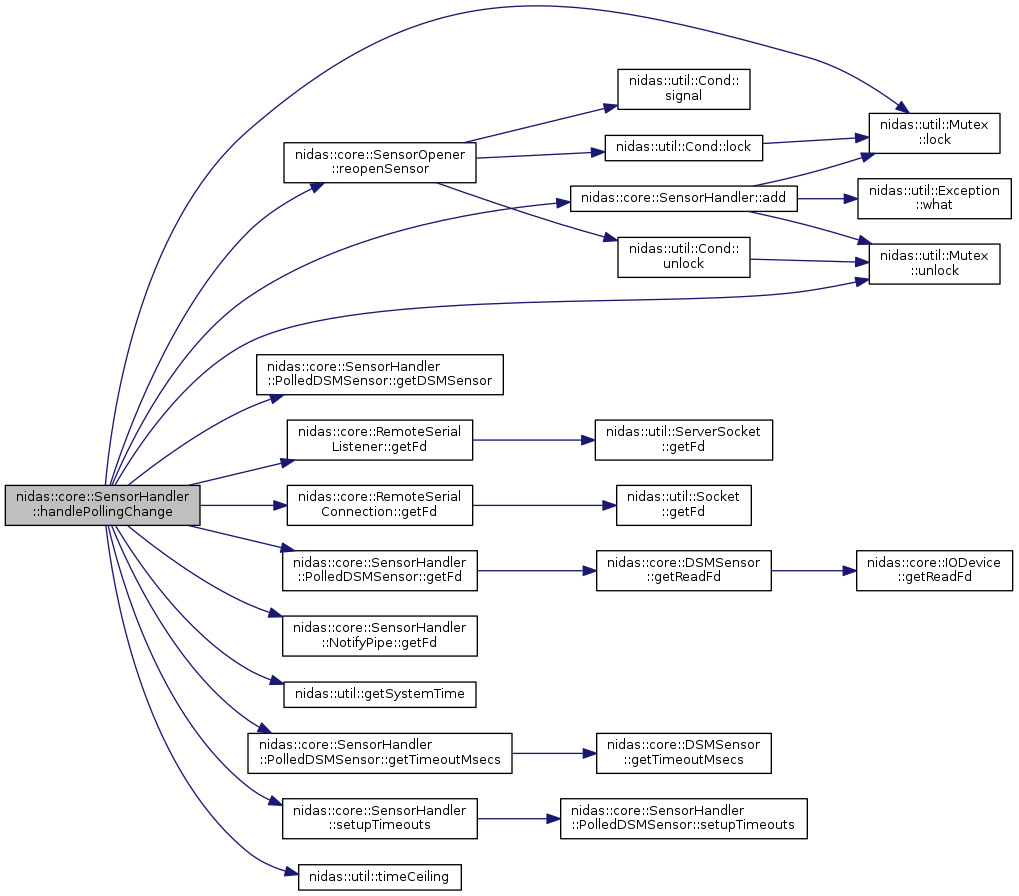 nidas::util::Cond::
signal
nidas::util::Mutex
::lock
nidas::core::SensorOpener
::reopenSensor
nidas::util::Cond::lock
nidas::core::SensorHandler::add
nidas::util::Exception
::what
nidas::util::Cond::
unlock
nidas::util::Mutex
::unlock
nidas::core::SensorHandler
::PolledDSMSensor::getDSMSensor
nidas::core::RemoteSerial
Listener::getFd
nidas::util::ServerSocket
::getFd
nidas::core::SensorHandler
::handlePollingChange
nidas::core::RemoteSerial
Connection::getFd
nidas::util::Socket
::getFd
nidas::core::SensorHandler
::PolledDSMSensor::getFd
nidas::core::DSMSensor
::getReadFd
nidas::core::IODevice
::getReadFd
nidas::core::SensorHandler
::NotifyPipe::getFd
nidas::util::getSystemTime
nidas::core::SensorHandler
::PolledDSMSensor::getTimeoutMsecs
nidas::core::DSMSensor
::getTimeoutMsecs
nidas::core::SensorHandler
::setupTimeouts
nidas::core::SensorHandler
::PolledDSMSensor::setupTimeouts
nidas::util::timeCeiling